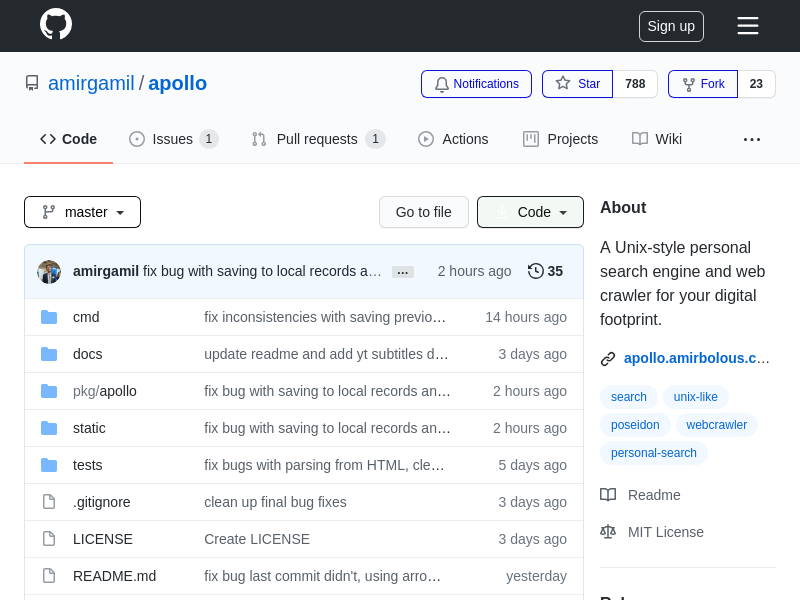 Sign up
amirgamil / apollo
Notifications
Star 788
Fork 23
Code
Issues 1
Pull requests 1
Actions
Projects
Wiki
master
Go to file
Code
amirgamil fix bug with saving to local records a… … 2 hours ago 35
cmd fix inconsistencies with saving previo… 14 hours ago
docs update readme and add yt subtitles d… 3 days ago
pkg/apollo fix bug with saving to local records an… 2 hours ago
static fix bug with saving to local records an… 2 hours ago
tests fix bugs with parsing from HTML, cle… 5 days ago
.gitignore clean up final bug fixes 3 days ago
LICENSE Create LICENSE 3 days ago
README.md fix bug last commit didn't, using arro… yesterday
About
A Unix-style personal
search engine and web
crawler for your digital
footprint.
apollo.amirbolous.c…
search unix-like
poseidon webcrawler
personal-search
Readme
MIT License